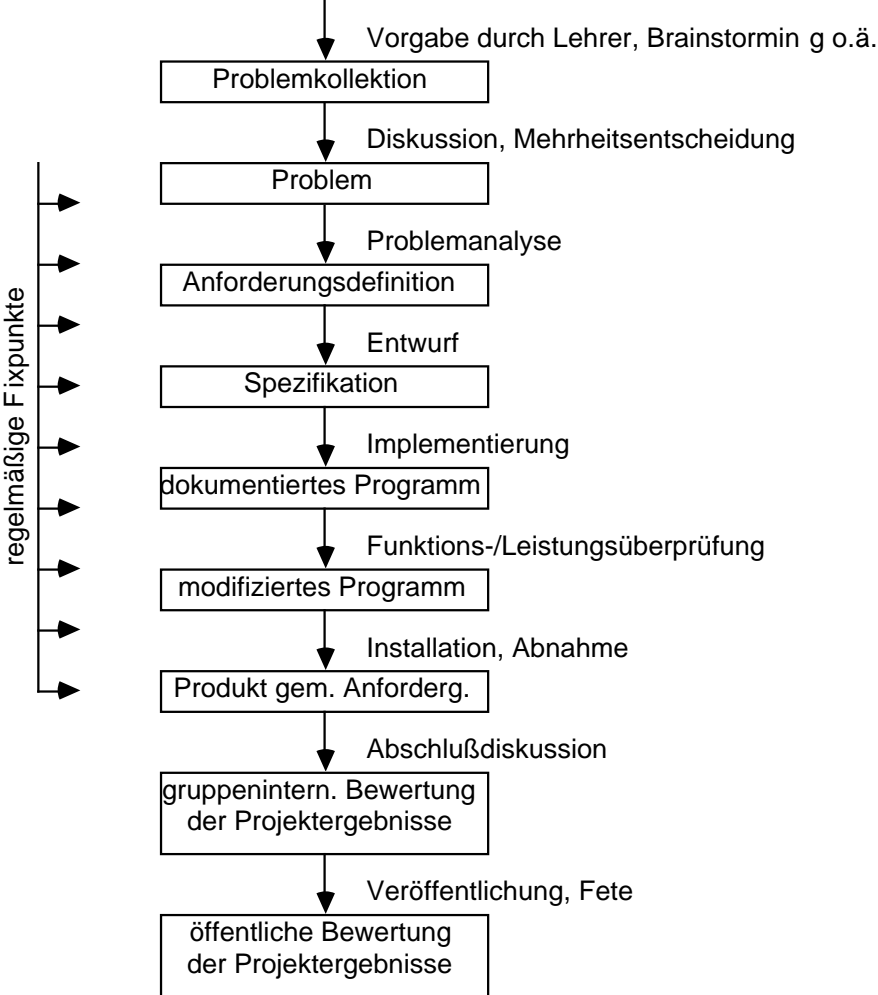 Vorgabe durch Lehrer, Brainstormin g o.ä.
Problemkollektion
Diskussion, Mehrheitsentscheidung
Problem
Problemanalyse
Anforderungsdefinition
Entwurf
Spezifikation
Implementierung
dokumentiertes Programm
Funktions-/Leistungsüberprüfung
modifiziertes Programm
Installation, Abnahme
Produkt gem. Anforderg.
Abschlußdiskussion
gruppenintern. Bewertung
der Projektergebnisse
Veröffentlichung, Fete
öffentliche Bewertung
der Projektergebnisse
regelmäßige F ixpunkte